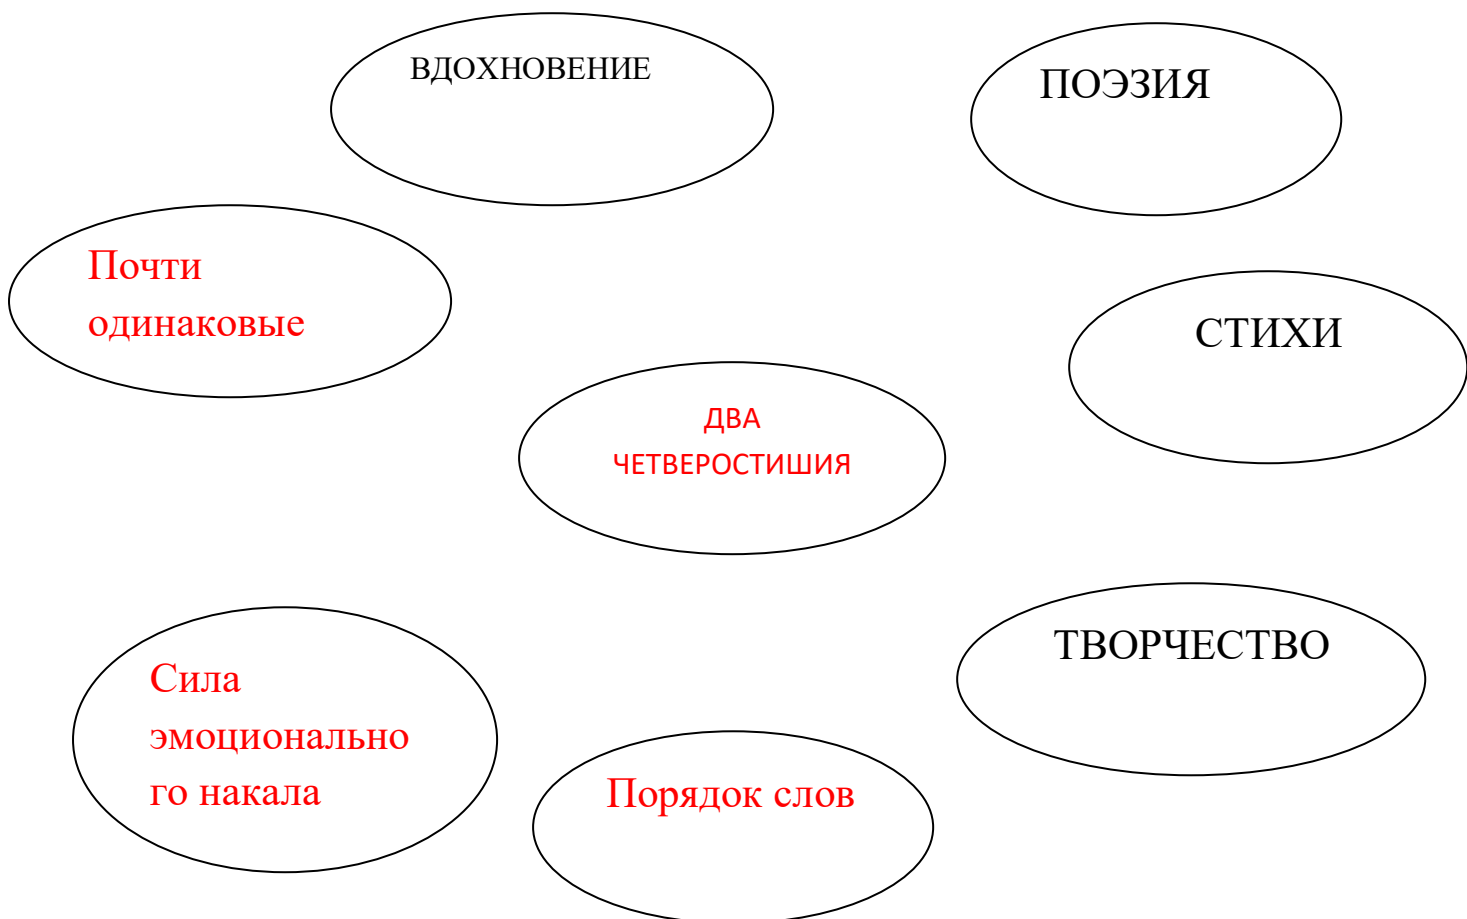 ВДОХНОВЕНИЕ
ПОЭЗИЯ
Почти
одинаковые
СТИХИ
ДВА
ЧЕТВЕРОСТИШИЯ
ТВОРЧЕСТВО
Сила
эмоционально
го накала
Порядок слов